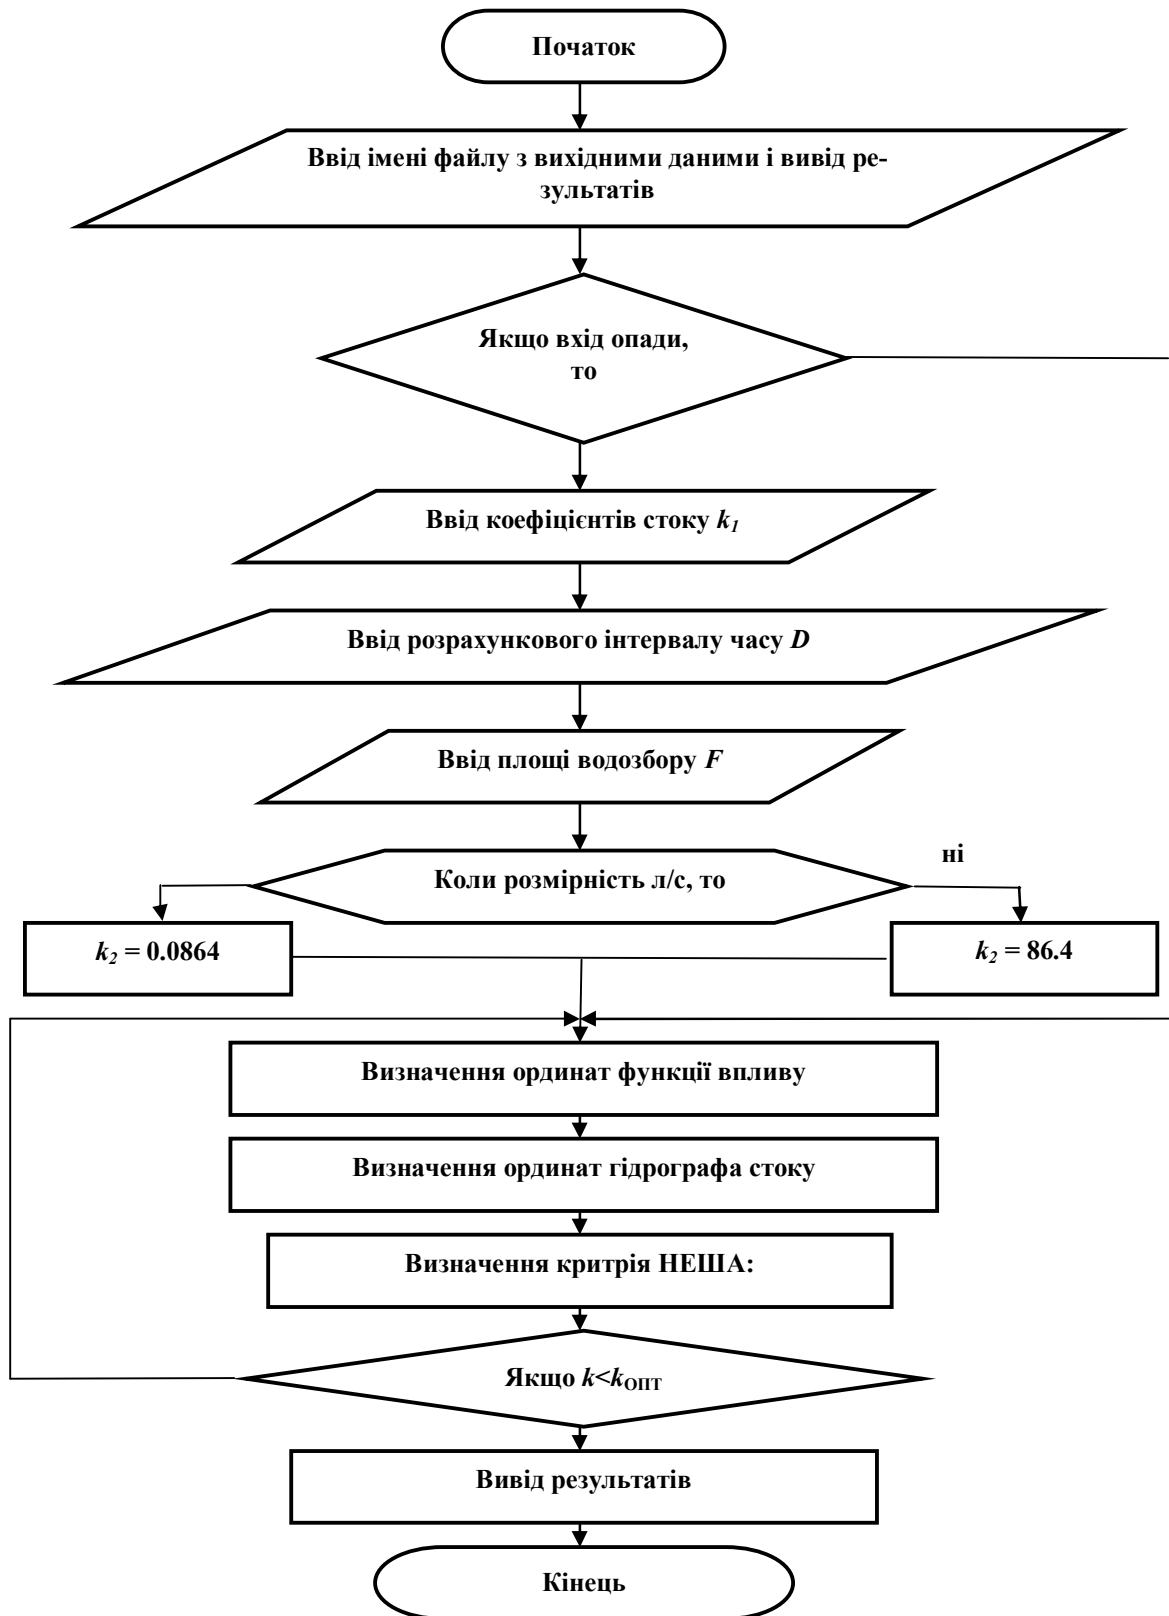 Початок
Ввід імені файлу з вихідними даними і вивід ре-
зультатів
Якщо вхід опади,
то
Ввід коефіцієнтів стоку k₁
Ввід розрахункового інтервалу часу D
Ввід площі водозбору F
ні
Коли розмірність л/с, то
k₂ = 0.0864
k₂ = 86.4
Визначення ординат функції впливу
Визначення ординат гідрографа стоку
Визначення критрія НЕША:
Якщо k<kОПТ
Вивід результатів
Кінець